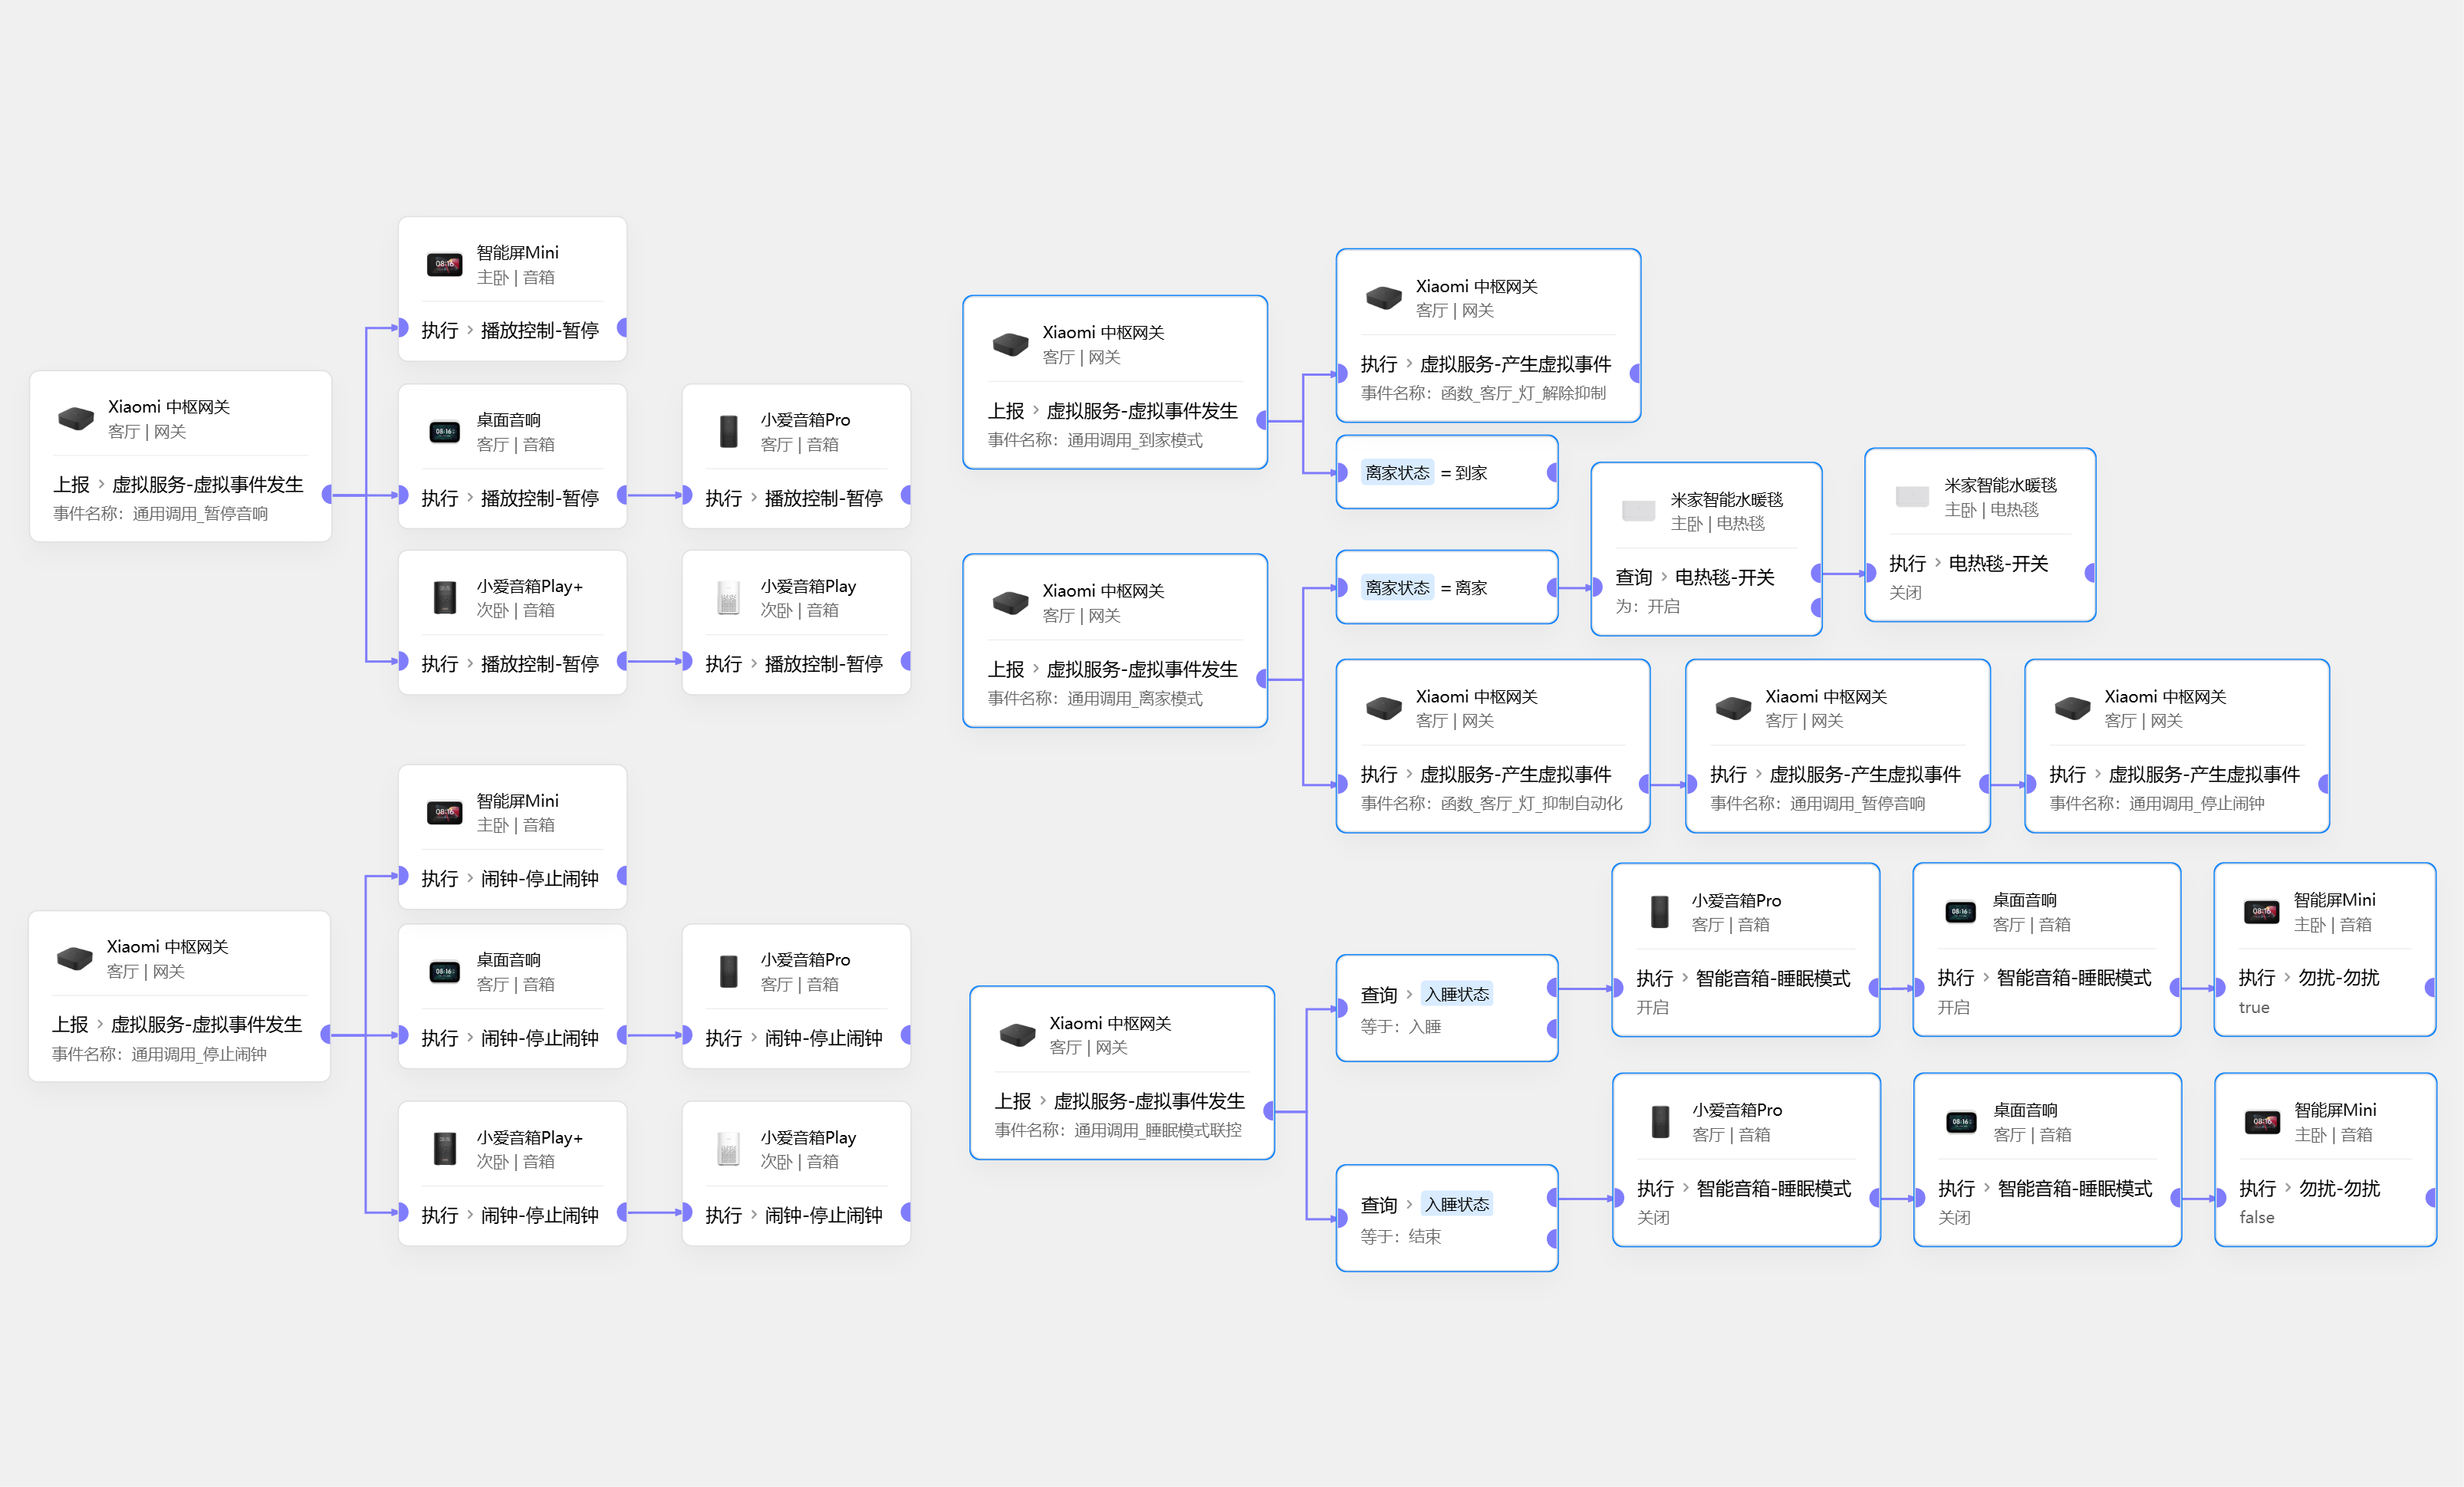 智能屏Mini
主卧 | 音箱
执行 › 播放控制-暂停
Xiaomi 中枢网关
客厅 | 网关
上报 › 虚拟服务-虚拟事件发生
事件名称：通用调用_暂停音响
桌面音响
客厅 | 音箱
执行 › 播放控制-暂停
小爱音箱Pro
客厅 | 音箱
执行 › 播放控制-暂停
小爱音箱Play+
次卧 | 音箱
执行 › 播放控制-暂停
小爱音箱Play
次卧 | 音箱
执行 › 播放控制-暂停
智能屏Mini
主卧 | 音箱
执行 › 闹钟-停止闹钟
Xiaomi 中枢网关
客厅 | 网关
上报 › 虚拟服务-虚拟事件发生
事件名称：通用调用_停止闹钟
桌面音响
客厅 | 音箱
执行 › 闹钟-停止闹钟
小爱音箱Pro
客厅 | 音箱
执行 › 闹钟-停止闹钟
小爱音箱Play+
次卧 | 音箱
执行 › 闹钟-停止闹钟
小爱音箱Play
次卧 | 音箱
执行 › 闹钟-停止闹钟
Xiaomi 中枢网关
客厅 | 网关
上报 › 虚拟服务-虚拟事件发生
事件名称：通用调用_到家模式
Xiaomi 中枢网关
客厅 | 网关
执行 › 虚拟服务-产生虚拟事件
事件名称：函数_客厅_灯_解除抑制
离家状态 = 到家
Xiaomi 中枢网关
客厅 | 网关
上报 › 虚拟服务-虚拟事件发生
事件名称：通用调用_离家模式
离家状态 = 离家
米家智能水暖毯
主卧 | 电热毯
查询 › 电热毯-开关
为：开启
米家智能水暖毯
主卧 | 电热毯
执行 › 电热毯-开关
关闭
Xiaomi 中枢网关
客厅 | 网关
执行 › 虚拟服务-产生虚拟事件
事件名称：函数_客厅_灯_抑制自动化
Xiaomi 中枢网关
客厅 | 网关
执行 › 虚拟服务-产生虚拟事件
事件名称：通用调用_暂停音响
Xiaomi 中枢网关
客厅 | 网关
执行 › 虚拟服务-产生虚拟事件
事件名称：通用调用_停止闹钟
Xiaomi 中枢网关
客厅 | 网关
上报 › 虚拟服务-虚拟事件发生
事件名称：通用调用_睡眠模式联控
查询 › 入睡状态
等于：入睡
小爱音箱Pro
客厅 | 音箱
执行 › 智能音箱-睡眠模式
开启
桌面音响
客厅 | 音箱
执行 › 智能音箱-睡眠模式
开启
智能屏Mini
主卧 | 音箱
执行 › 勿扰-勿扰
true
查询 › 入睡状态
等于：结束
小爱音箱Pro
客厅 | 音箱
执行 › 智能音箱-睡眠模式
关闭
桌面音响
客厅 | 音箱
执行 › 智能音箱-睡眠模式
关闭
智能屏Mini
主卧 | 音箱
执行 › 勿扰-勿扰
false